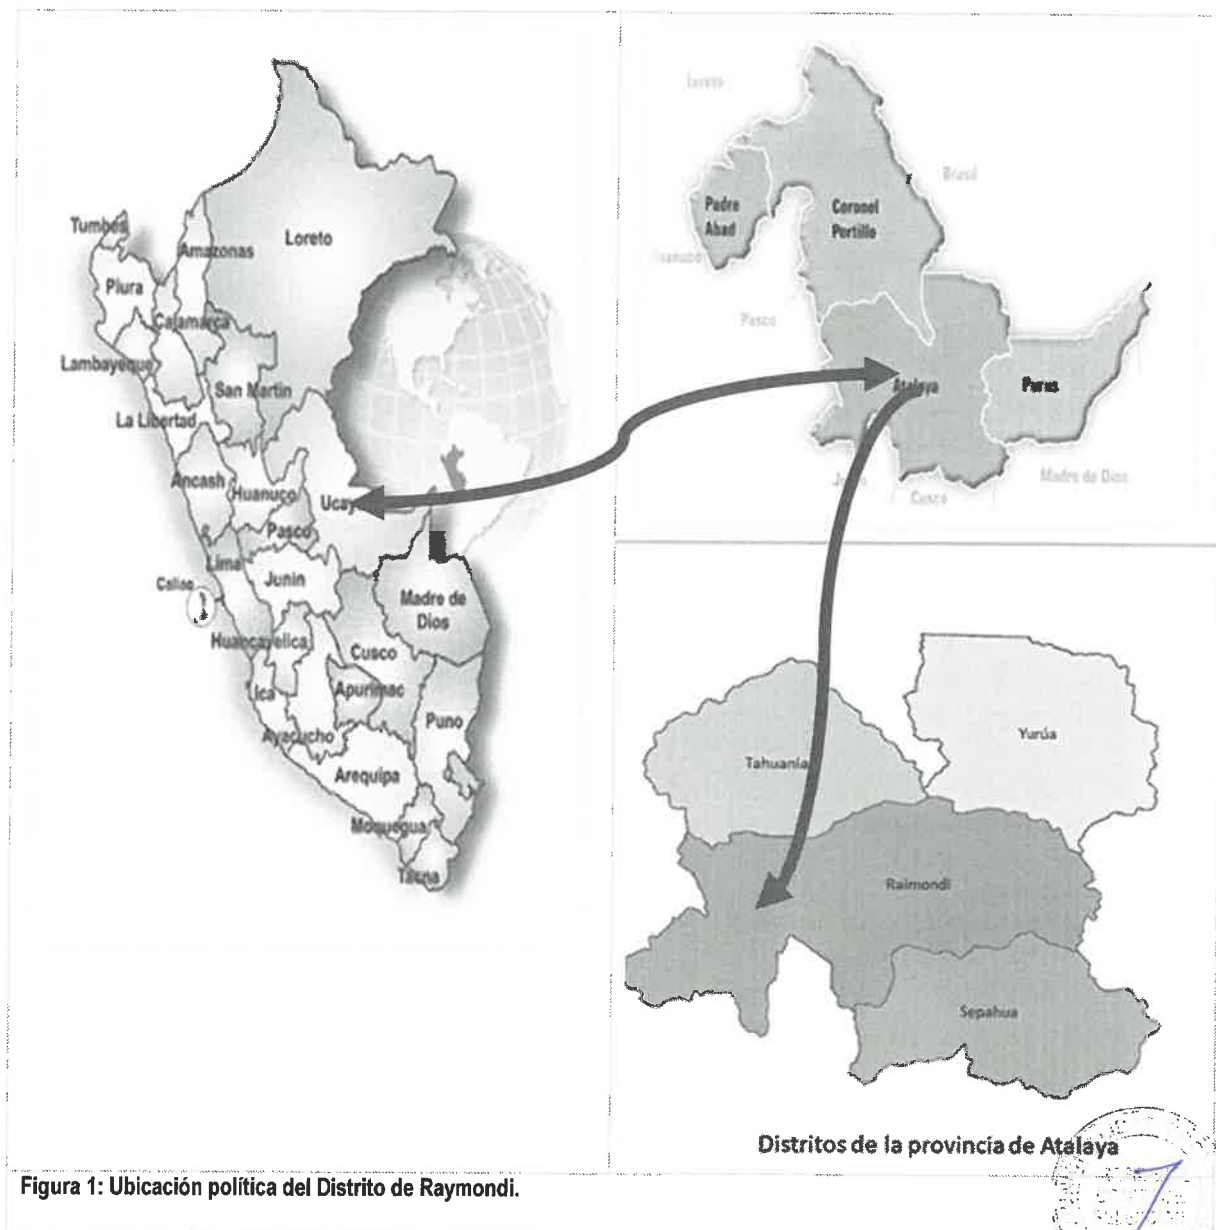 Tumbes
Piura
Amazonas
Loreto
Cajamarca
Lambayeque
San Martin
La Libertad
Ancash
Huanuco
Pasco
Lima
Callao
Junin
Madre de
Dios
Huancavelica
Cusco
Ica
Apurimac
Ayacucho
Puno
Arequipa
Moquegua
Tacna
Loreto
Brasil
Padre
Abad
Coronel
Portillo
Pasco
Atalaya
Purus
Madre de Dios
Cusco
Tahuanía
Yurúa
Raimondi
Sepahua
Distritos de la provincia de Atalaya
Figura 1: Ubicación política del Distrito de Raymondi.